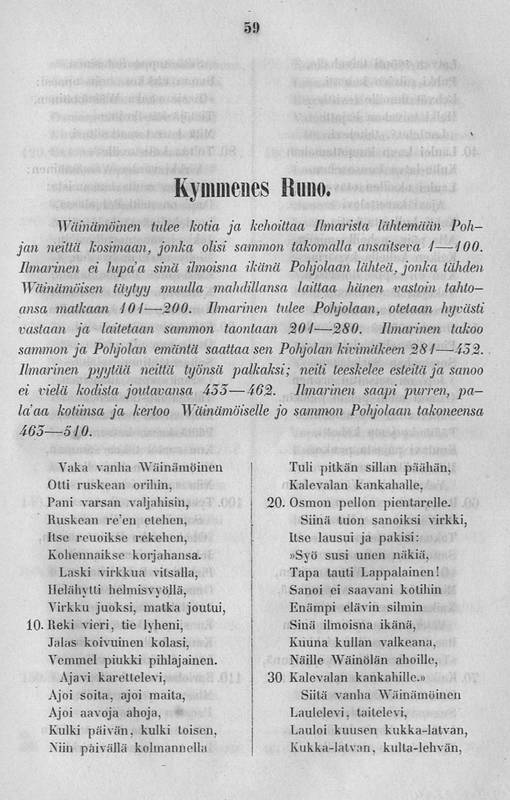 59
Kymmenes Runo.
Wäinämöinen tulee kotia ja kehoittaa Ilmarista lähtemään Poh-
jan neittä kosimaan, jonka olisi sammon takomalla ansaitseva 1—100.
Ilmarinen ei lupa'a sinä ilmoisna ikänä Pohjolaan lähteä, jonka tähden
Wäinämöisen täytyy muulla mahdillansa laittaa hänen vastoin tahto-
ansa matkaan 101—200. Ilmarinen tulee Pohjolaan, otetaan hyvästi
vastaan ja laitetaan sammon taontaan 201—280. Ilmarinen takoo
sammon ja Pohjolan emäntä saattaa sen Pohjolan kivimäkeen 281—432.
Ilmarinen pyytää neittä työnsä palkaksi; neiti teeskelee esteitä ja sanoo
ei vielä kodista joutavansa 433—462. Ilmarinen saapi purren, pa-
la'aa kotiinsa ja kertoo Wäinämöiselle jo sammon Pohjolaan takoneensa
463—510.
Vaka vanha Wäinämöinen
Otti ruskean orihin,
Pani varsan valjahisin,
Ruskean re'en etehen,
Itse reuoikse rekehen,
Kohennaikse korjahansa.
Laski virkkua vitsalla,
Helähytti helmisvyöllä,
Virkku juoksi, matka joutui,
10. Reki vieri, tie lyheni,
Jalas koivuinen kolasi,
Vemmel piukki pihlajainen.
Ajavi karettelevi,
Ajoi soita, ajoi maita,
Ajoi aavoja ahoja,
Kulki päivän, kulki toisen,
Niin päivällä kolmannella
Tuli pitkän sillan päähän,
Kalevalan kankahalle,
20. Osmon pellon pientarelle.
Siinä tuon sanoiksi virkki,
Itse lausui ja pakisi:
»Syö susi unen näkiä,
Tapa tauti Lappalainen!
Sanoi ei saavani kotihin
Enämpi elävin silmin
Sinä ilmoisna ikänä,
Kuuna kullan valkeana,
Näille Wäinölän ahoille,
30 Kalevalan kankahille.»
Siitä vanha Wäinämöinen
Laulelevi, taitelevi,
Lauloi kuusen kukka-latvan,
Kukka-latvan, kulta-lehvän,